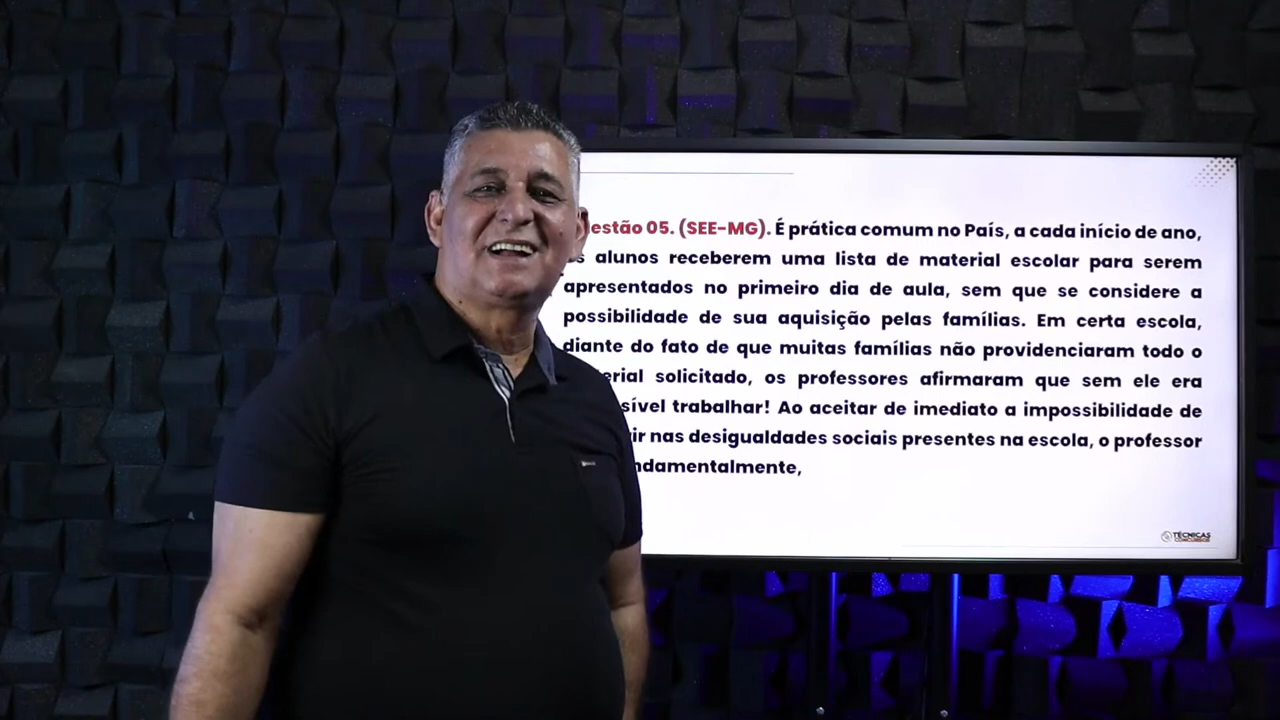 estão 05. (SEE-MG). É prática comum no País, a cada início de ano,
alunos receberem uma lista de material escolar para serem
apresentados no primeiro dia de aula, sem que se considere a
possibilidade de sua aquisição pelas famílias. Em certa escola,
diante do fato de que muitas famílias não providenciaram todo o
erial solicitado, os professores afirmaram que sem ele era
sível trabalhar! Ao aceitar de imediato a impossibilidade de
ir nas desigualdades sociais presentes na escola, o professor
ndamentalmente,
TÉCNICAS
CONCURSOS